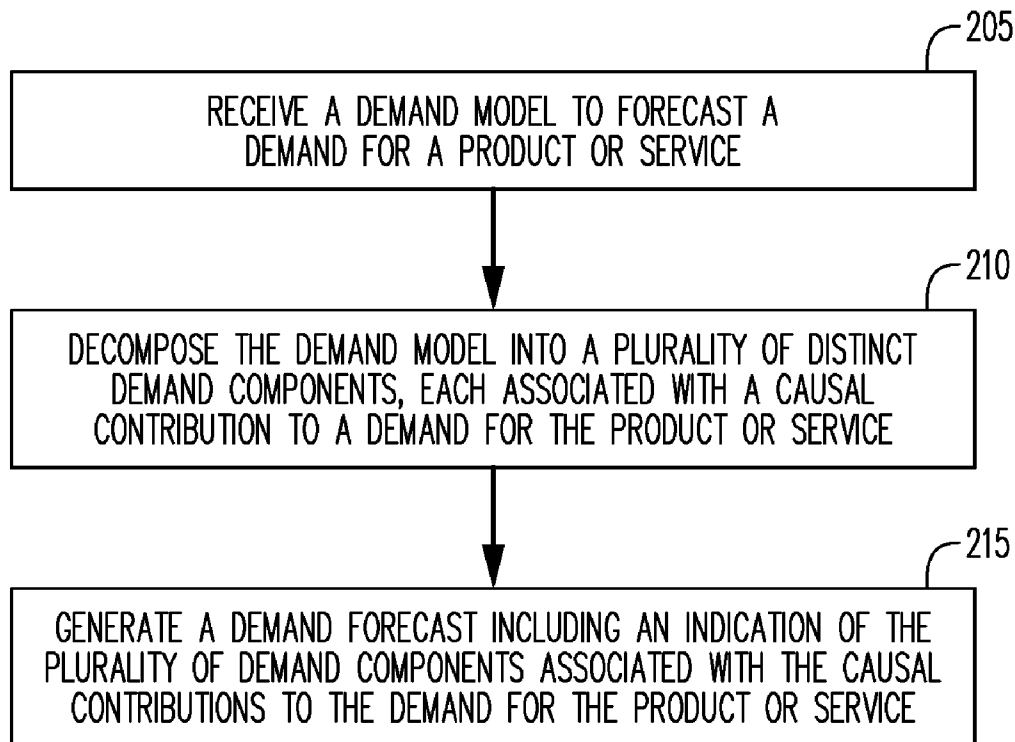 205
RECEIVE A DEMAND MODEL TO FORECAST A
DEMAND FOR A PRODUCT OR SERVICE
210
DECOMPOSE THE DEMAND MODEL INTO A PLURALITY OF DISTINCT
DEMAND COMPONENTS, EACH ASSOCIATED WITH A CAUSAL
CONTRIBUTION TO A DEMAND FOR THE PRODUCT OR SERVICE
215
GENERATE A DEMAND FORECAST INCLUDING AN INDICATION OF THE
PLURALITY OF DEMAND COMPONENTS ASSOCIATED WITH THE CAUSAL
CONTRIBUTIONS TO THE DEMAND FOR THE PRODUCT OR SERVICE